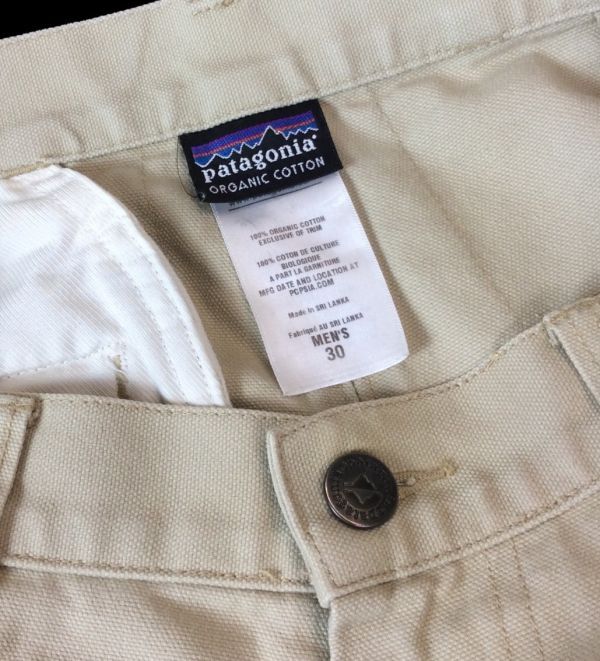 patagonia®
ORGANIC COTTON
100% ORGANIC COTTON
EXCLUSIVE OF TRIM
100% COTON DE CULTURE
BIOLOGIQUE
A PART LA GARNITURE
MFG DATE AND LOCATION AT
PCPSIA.COM
Made in SRI LANKA
Fabriqué AU SRI LANKA
MEN'S
30